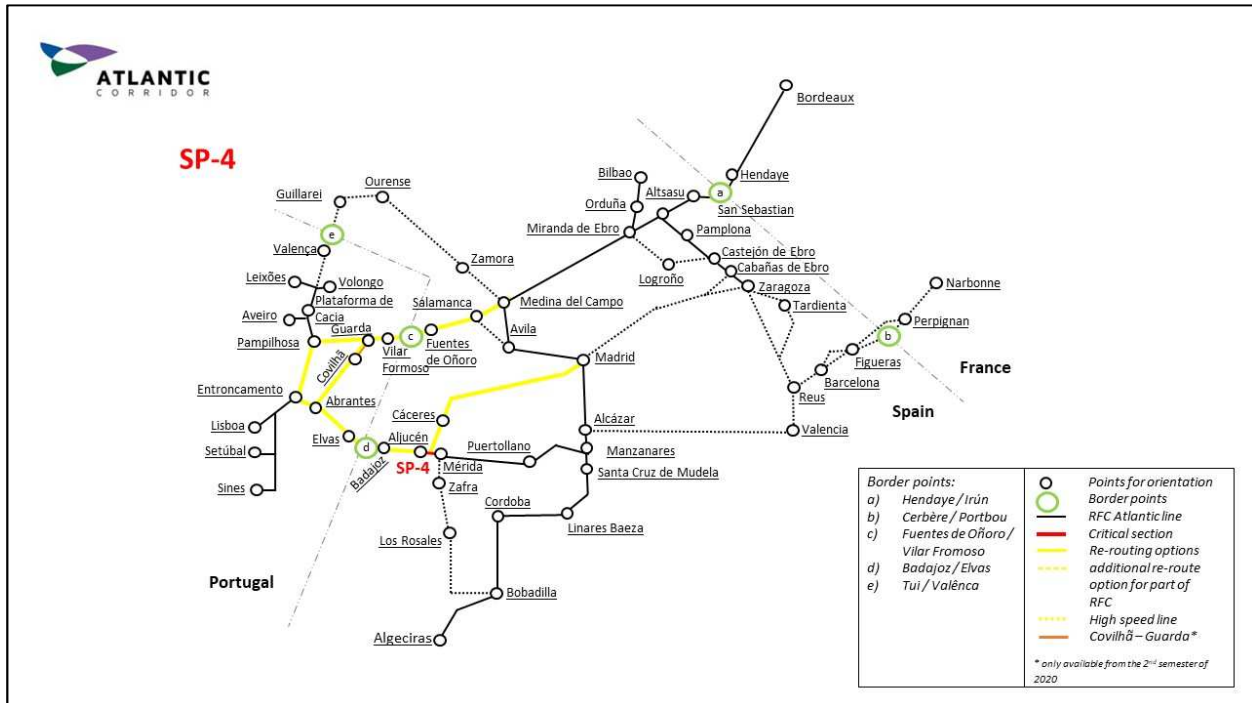 ATLANTIC
CORRIDOR
SP-4
Bordeaux
Hendaye
Bilbao
Altsasu
a
Ourense
Guillarei
Orduña
San Sebastian
e
Miranda de Ebro
Pamplona
Valença
Castejón de Ebro
Zamora
Logroño
Cabañas de Ebro
Leixões
Volongo
Zaragoza
Narbonne
Salamanca
Medina del Campo
Plataforma de
Cacia
Tardienta
Aveiro
Guarda
Avila
Perpignan
Pampilhosa
c
Vilar
Formoso
Fuentes
de Oñoro
b
Covilhã
Madrid
Figueras
France
Entroncamento
Barcelona
Abrantes
Reus
Cáceres
Spain
Lisboa
Alcázar
Elvas
Aljucén
Valencia
Setúbal
d
Puertollano
Manzanares
Badajoz
SP-4
Mérida
Santa Cruz de Mudela
Sines
Zafra
Cordoba
Linares Baeza
Los Rosales
Portugal
Bobadilla
Algeciras
Border points:
a) Hendaye / Irún
b) Cerbère / Portbou
c) Fuentes de Oñoro /
Vilar Fromoso
d) Badajoz / Elvas
e) Tui / Valênca
Points for orientation
Border points
RFC Atlantic line
Critical section
Re-routing options
additional re-route
option for part of
RFC
High speed line
Covilhã – Guarda*
* only available from the 2nd semester of
2020